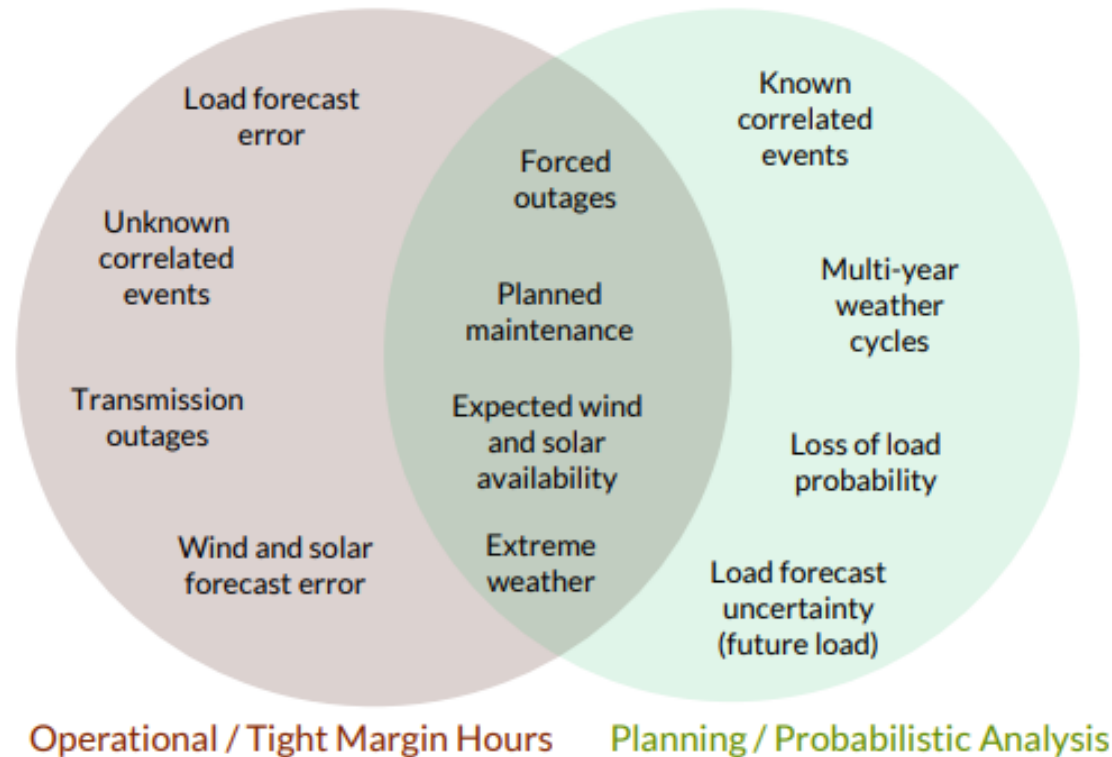 Load forecast
error
Unknown
correlated
events
Transmission
outages
Wind and solar
forecast error
Forced
outages
Planned
maintenance
Expected wind
and solar
availability
Extreme
weather
Known
correlated
events
Multi-year
weather
cycles
Loss of load
probability
Load forecast
uncertainty
(future load)
Operational / Tight Margin Hours
Planning / Probabilistic Analysis